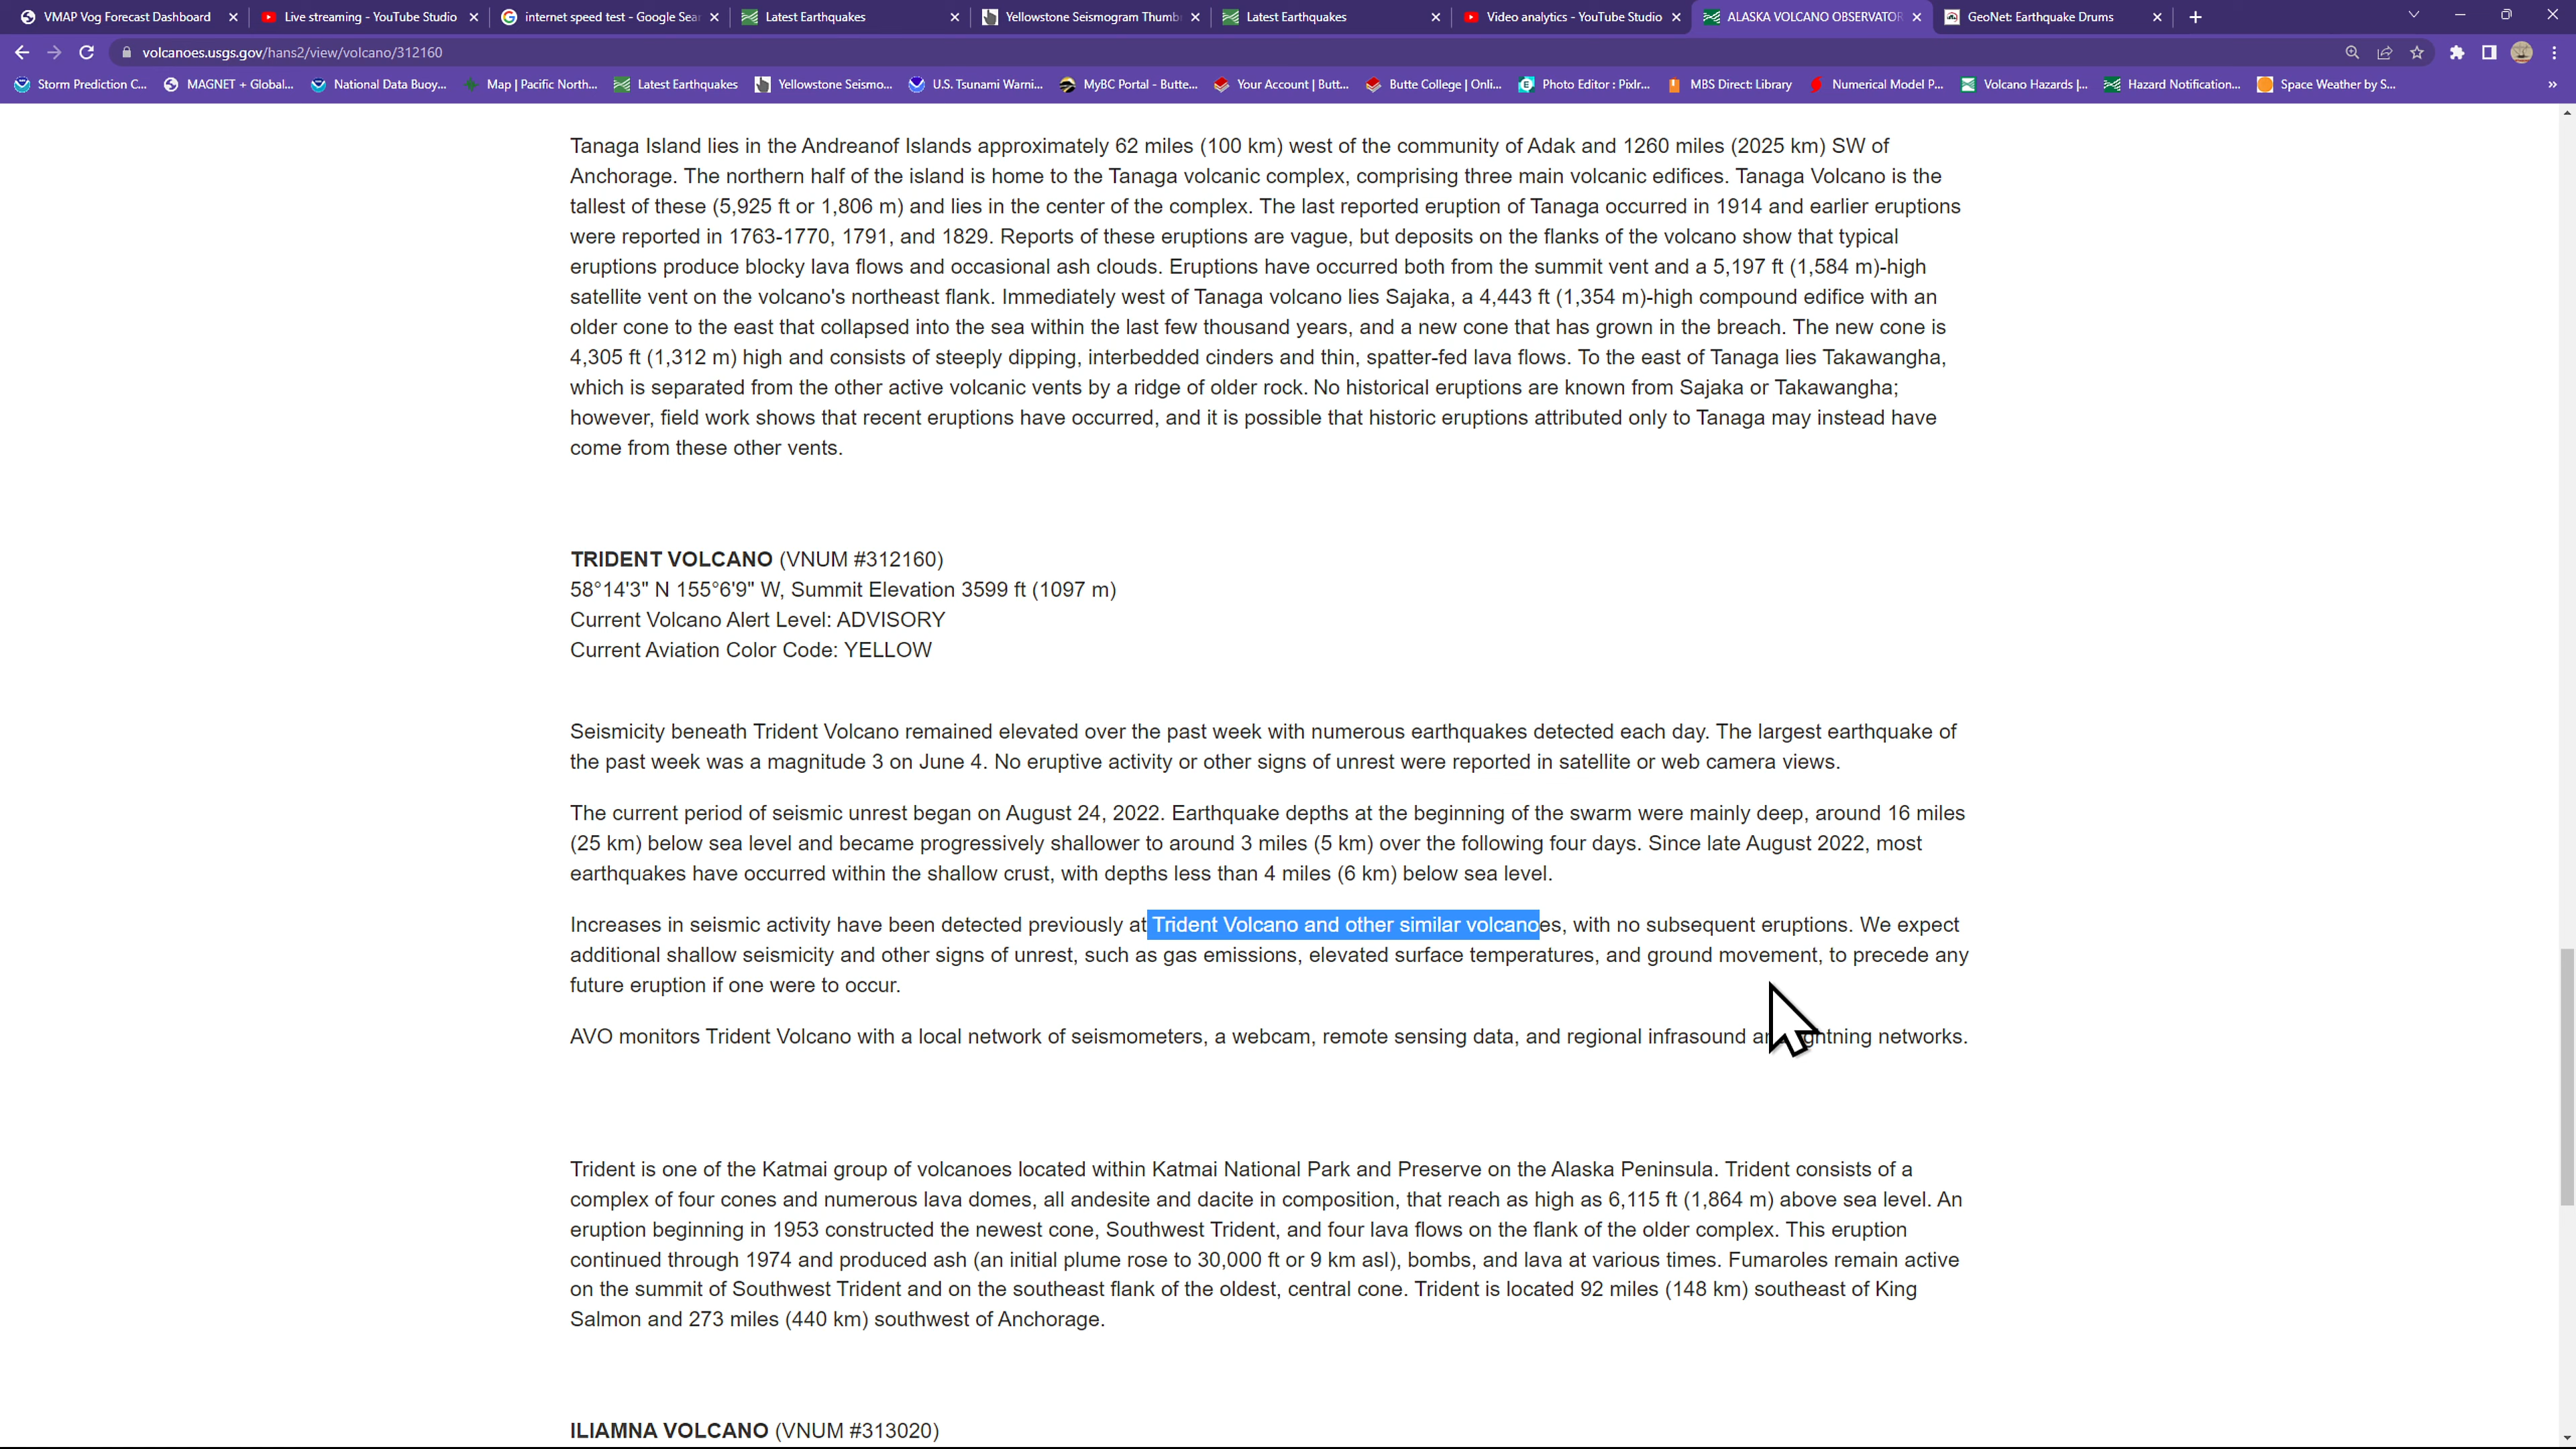 VMAP Vog Forecast Dashboard
Live streaming - YouTube Studio
internet speed test - Google Sear
Latest Earthquakes
Yellowstone Seismogram Thumb
Latest Earthquakes
Video analytics - YouTube Studio
ALASKA VOLCANO OBSERVATOR
GeoNet: Earthquake Drums
volcanoes.usgs.gov/hans2/view/volcano/312160
Storm Prediction C...
MAGNET + Global...
National Data Buoy...
Map | Pacific North...
Latest Earthquakes
Yellowstone Seismo...
U.S. Tsunami Warni...
MyBC Portal - Butte...
Your Account | Butt...
Butte College | Onli...
Photo Editor : Pixlr...
MBS Direct: Library
Numerical Model P...
Volcano Hazards |...
Hazard Notification...
Space Weather by S...
»
Tanaga Island lies in the Andreanof Islands approximately 62 miles (100 km) west of the community of Adak and 1260 miles (2025 km) SW of
Anchorage. The northern half of the island is home to the Tanaga volcanic complex, comprising three main volcanic edifices. Tanaga Volcano is the
tallest of these (5,925 ft or 1,806 m) and lies in the center of the complex. The last reported eruption of Tanaga occurred in 1914 and earlier eruptions
were reported in 1763-1770, 1791, and 1829. Reports of these eruptions are vague, but deposits on the flanks of the volcano show that typical
eruptions produce blocky lava flows and occasional ash clouds. Eruptions have occurred both from the summit vent and a 5,197 ft (1,584 m)-high
satellite vent on the volcano's northeast flank. Immediately west of Tanaga volcano lies Sajaka, a 4,443 ft (1,354 m)-high compound edifice with an
older cone to the east that collapsed into the sea within the last few thousand years, and a new cone that has grown in the breach. The new cone is
4,305 ft (1,312 m) high and consists of steeply dipping, interbedded cinders and thin, spatter-fed lava flows. To the east of Tanaga lies Takawangha,
which is separated from the other active volcanic vents by a ridge of older rock. No historical eruptions are known from Sajaka or Takawangha;
however, field work shows that recent eruptions have occurred, and it is possible that historic eruptions attributed only to Tanaga may instead have
come from these other vents.
TRIDENT VOLCANO (VNUM #312160)
58°14'3" N 155°6'9" W, Summit Elevation 3599 ft (1097 m)
Current Volcano Alert Level: ADVISORY
Current Aviation Color Code: YELLOW
Seismicity beneath Trident Volcano remained elevated over the past week with numerous earthquakes detected each day. The largest earthquake of
the past week was a magnitude 3 on June 4. No eruptive activity or other signs of unrest were reported in satellite or web camera views.
The current period of seismic unrest began on August 24, 2022. Earthquake depths at the beginning of the swarm were mainly deep, around 16 miles
(25 km) below sea level and became progressively shallower to around 3 miles (5 km) over the following four days. Since late August 2022, most
earthquakes have occurred within the shallow crust, with depths less than 4 miles (6 km) below sea level.
Increases in seismic activity have been detected previously at Trident Volcano and other similar volcanoes, with no subsequent eruptions. We expect
additional shallow seismicity and other signs of unrest, such as gas emissions, elevated surface temperatures, and ground movement, to precede any
future eruption if one were to occur.
AVO monitors Trident Volcano with a local network of seismometers, a webcam, remote sensing data, and regional infrasound networks.
Trident is one of the Katmai group of volcanoes located within Katmai National Park and Preserve on the Alaska Peninsula. Trident consists of a
complex of four cones and numerous lava domes, all andesite and dacite in composition, that reach as high as 6,115 ft (1,864 m) above sea level. An
eruption beginning in 1953 constructed the newest cone, Southwest Trident, and four lava flows on the flank of the older complex. This eruption
continued through 1974 and produced ash (an initial plume rose to 30,000 ft or 9 km asl), bombs, and lava at various times. Fumaroles remain active
on the summit of Southwest Trident and on the southeast flank of the oldest, central cone. Trident is located 92 miles (148 km) southeast of King
Salmon and 273 miles (440 km) southwest of Anchorage.
ILIAMNA VOLCANO (VNUM #313020)